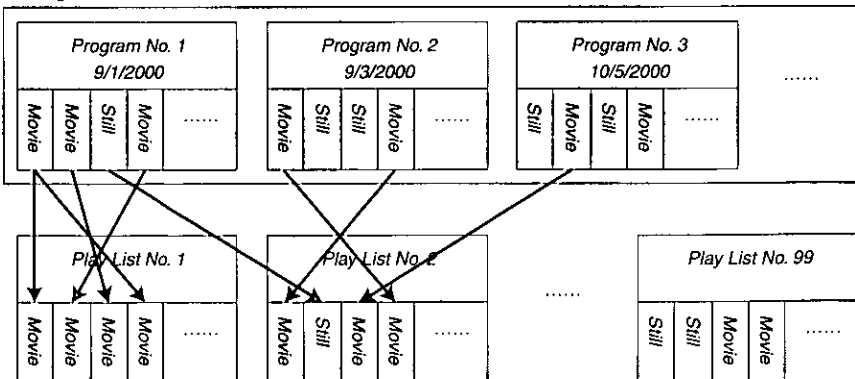 Program No. 1
9/1/2000
Movie Movie Still Movie ......
Program No. 2
9/3/2000
Movie Still Still Movie ......
Program No. 3
10/5/2000
Still Movie Still Movie ......
......
Play List No. 1
Movie Movie Movie Movie ......
Play List No. 2
Movie Still Movie Movie ......
......
Play List No. 99
Still Still Movie Movie ......